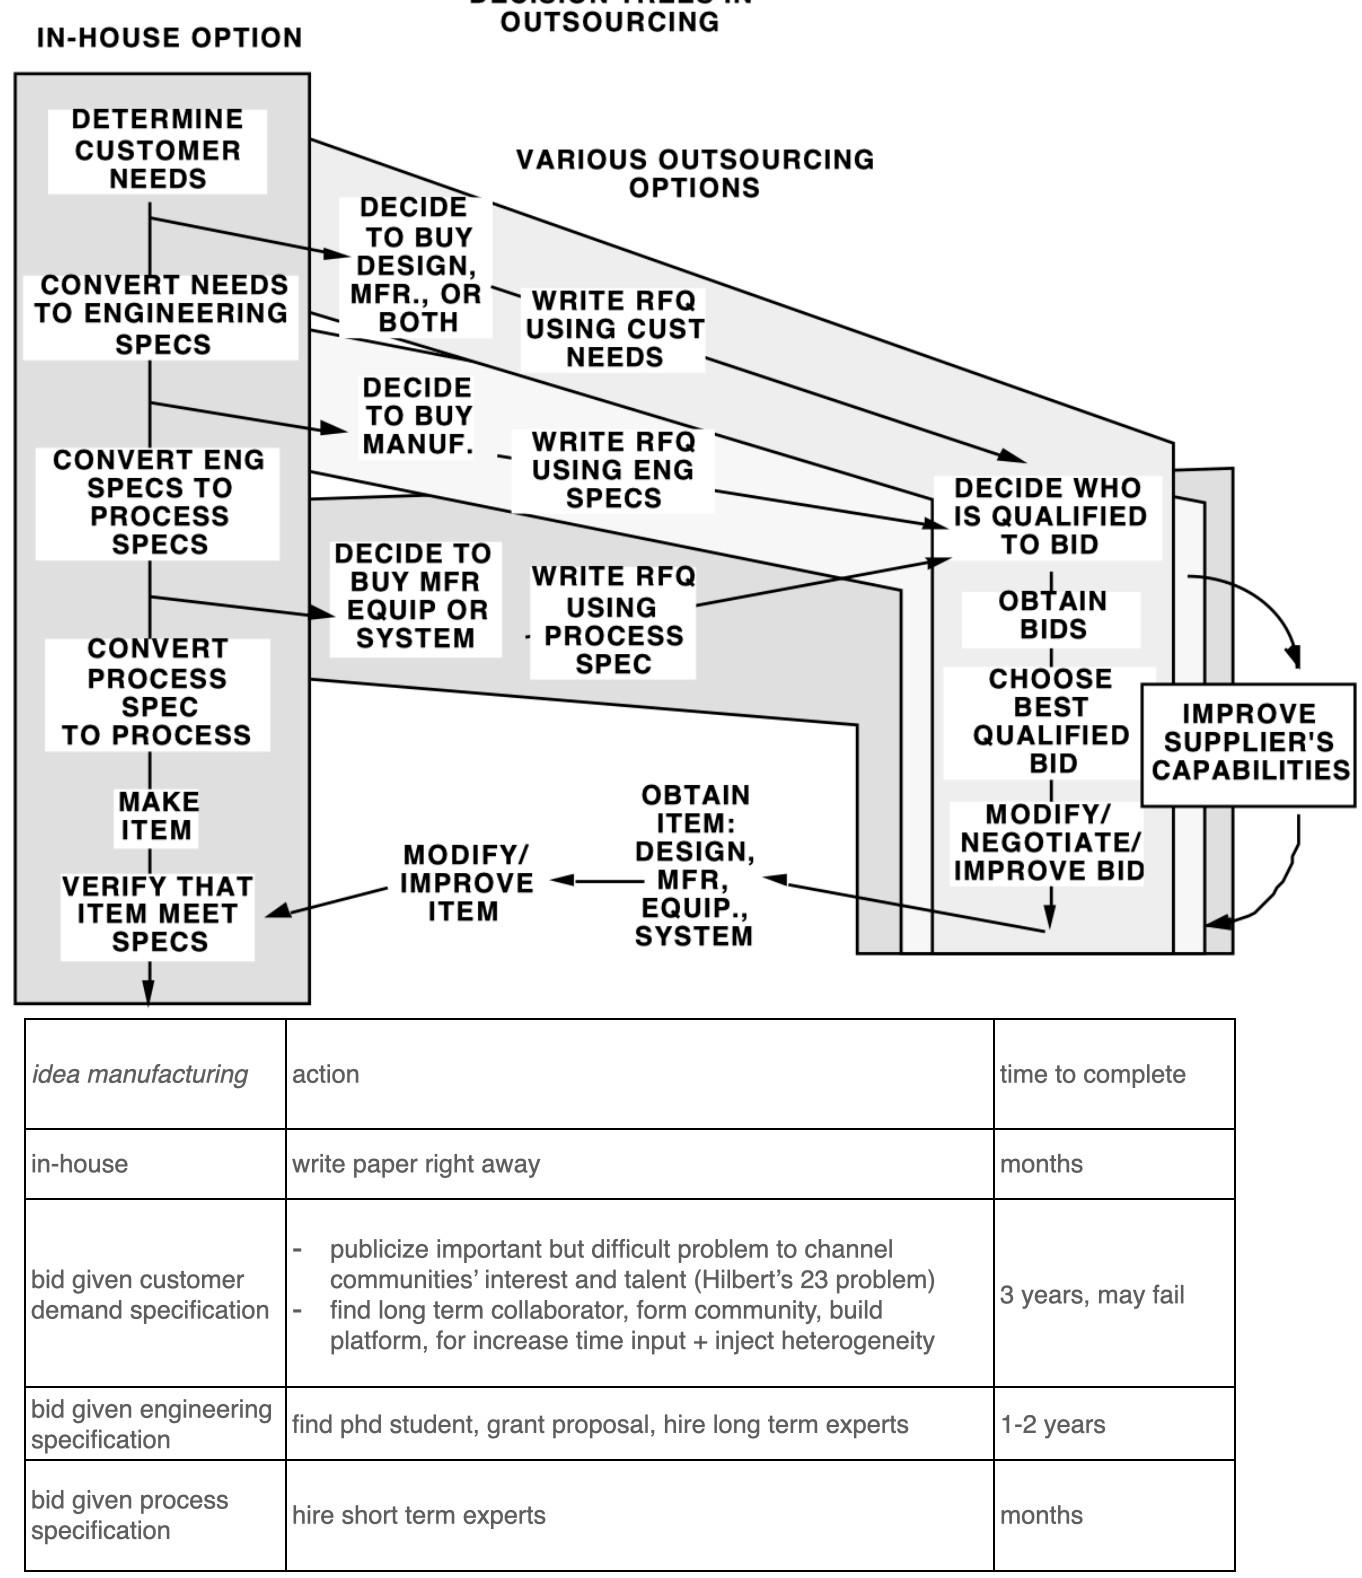 DECISION TREES IN
OUTSOURCING
IN-HOUSE OPTION
DETERMINE
CUSTOMER
NEEDS
VARIOUS OUTSOURCING
OPTIONS
DECIDE
TO BUY
DESIGN,
MFR., OR
BOTH
CONVERT NEEDS
TO ENGINEERING
SPECS
WRITE RFQ
USING CUST
NEEDS
DECIDE
TO BUY
MANUF.
WRITE RFQ
USING ENG
SPECS
CONVERT ENG
SPECS TO
PROCESS
SPECS
DECIDE WHO
IS QUALIFIED
TO BID
DECIDE TO
BUY MFR
EQUIP OR
SYSTEM
WRITE RFQ
USING
PROCESS
SPEC
OBTAIN
BIDS
CONVERT
PROCESS
SPEC
TO PROCESS
CHOOSE
BEST
QUALIFIED
BID
IMPROVE
SUPPLIER'S
CAPABILITIES
MAKE
ITEM
OBTAIN
ITEM:
DESIGN,
MFR,
EQUIP.,
SYSTEM
MODIFY/
NEGOTIATE/
IMPROVE BID
MODIFY/
IMPROVE
ITEM
VERIFY THAT
ITEM MEET
SPECS
idea manufacturing
action
time to complete
in-house
write paper right away
months
bid given customer
demand specification
- publicize important but difficult problem to channel
communities' interest and talent (Hilbert's 23 problem)
- find long term collaborator, form community, build
platform, for increase time input + inject heterogeneity
3 years, may fail
bid given engineering
specification
find phd student, grant proposal, hire long term experts
1-2 years
bid given process
specification
hire short term experts
months